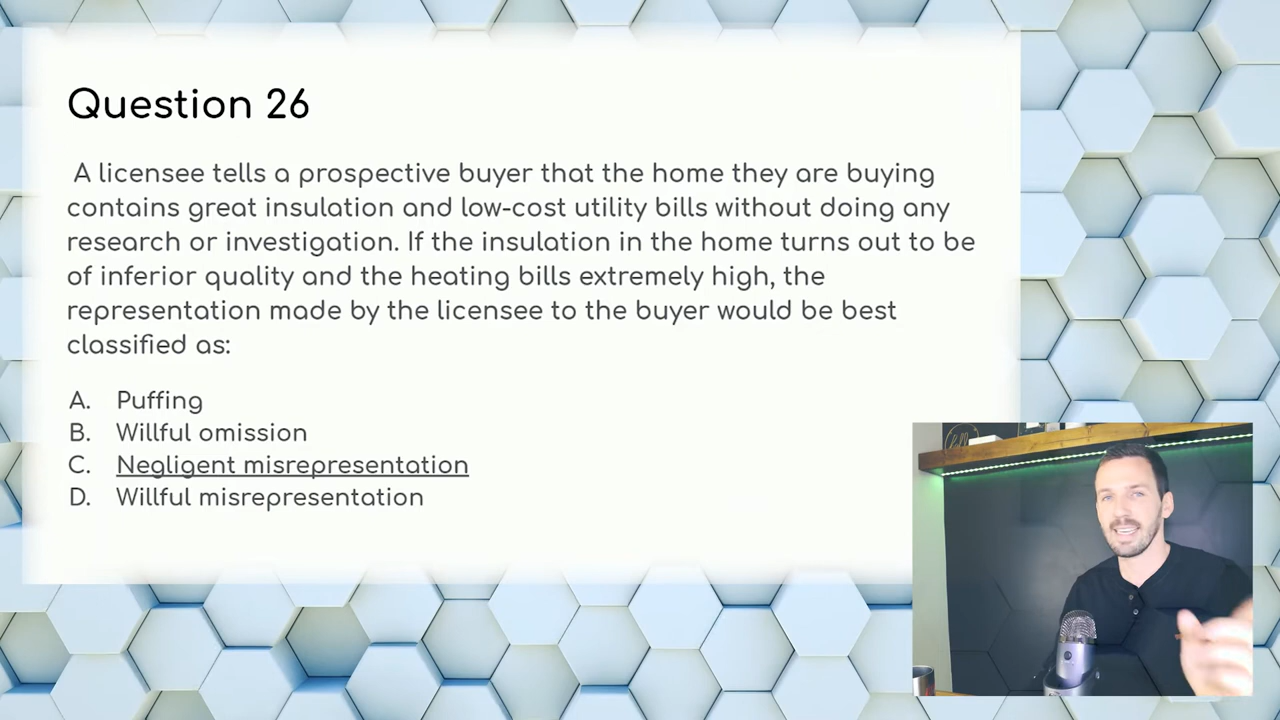 Question 26
A licensee tells a prospective buyer that the home they are buying
contains great insulation and low-cost utility bills without doing any
research or investigation. If the insulation in the home turns out to be
of inferior quality and the heating bills extremely high, the
representation made by the licensee to the buyer would be best
classified as:
A. Puffing
B. Willful omission
C. Negligent misrepresentation
D. Willful misrepresentation